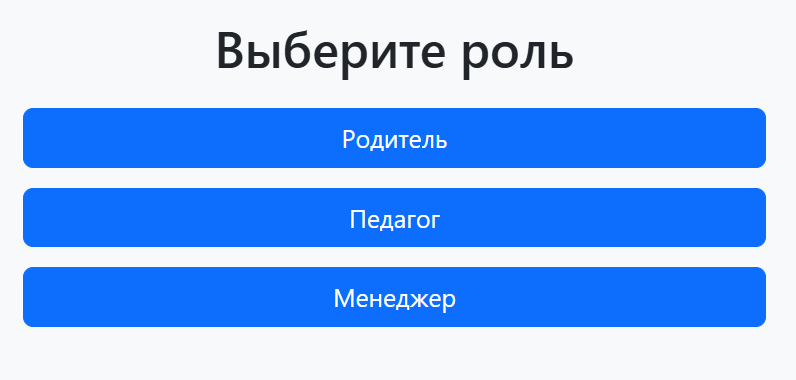 Выберите роль
Родитель
Педагог
Менеджер